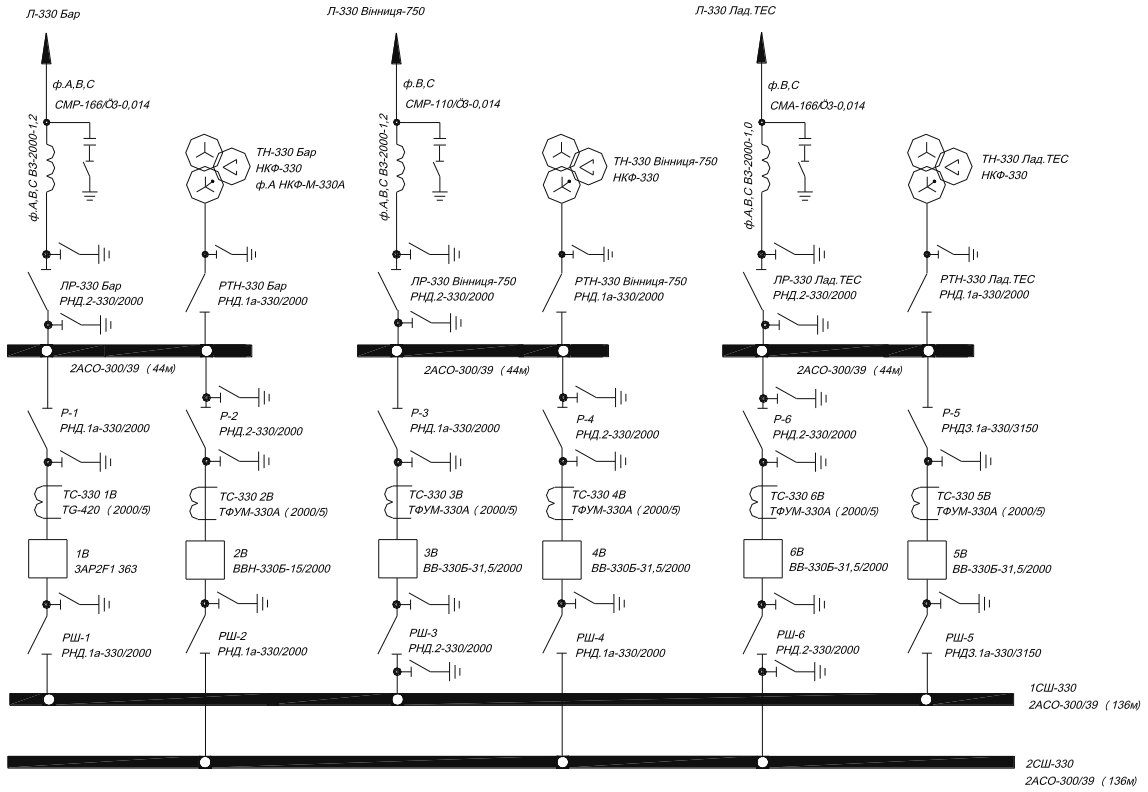 Л-330 Бар
Л-330 Вінниця-750
Л-330 Лад.ТЕС
ф.А,В,С
СМР-166/Ö3-0,014
ф.А,В,С ВЗ-2000-1,2
ТН-330 Бар
НКФ-330
ф.А НКФ-М-330А
ф.В,С
СМР-110/Ö3-0,014
ф.А,В,С ВЗ-2000-1,2
ТН-330 Вінниця-750
НКФ-330
ф.В,С
СМА-166/Ö3-0,014
ф.А,В,С ВЗ-2000-1,0
ТН-330 Лад.ТЕС
НКФ-330
ЛР-330 Бар
РНД.2-330/2000
РТН-330 Бар
РНД.1а-330/2000
ЛР-330 Вінниця-750
РНД.2-330/2000
РТН-330 Вінниця-750
РНД.1а-330/2000
ЛР-330 Лад.ТЕС
РНД.2-330/2000
РТН-330 Лад.ТЕС
РНД.1а-330/2000
2АСО-300/39 ( 44м)
2АСО-300/39 ( 44м)
2АСО-300/39 ( 44м)
Р-1
РНД.1а-330/2000
Р-2
РНД.2-330/2000
Р-3
РНД.1а-330/2000
Р-4
РНД.2-330/2000
Р-6
РНД.2-330/2000
Р-5
РНДЗ.1а-330/3150
ТС-330 1В
TG-420 ( 2000/5)
ТС-330 2В
ТФУМ-330А ( 2000/5)
ТС-330 3В
ТФУМ-330А ( 2000/5)
ТС-330 4В
ТФУМ-330А ( 2000/5)
ТС-330 6В
ТФУМ-330А ( 2000/5)
ТС-330 5В
ТФУМ-330А ( 2000/5)
1В
3AP2F1 363
2В
ВВН-330Б-15/2000
3В
ВВ-330Б-31,5/2000
4В
ВВ-330Б-31,5/2000
6В
ВВ-330Б-31,5/2000
5В
ВВ-330Б-31,5/2000
РШ-1
РНД.1а-330/2000
РШ-2
РНД.1а-330/2000
РШ-3
РНД.2-330/2000
РШ-4
РНД.1а-330/2000
РШ-6
РНД.2-330/2000
РШ-5
РНДЗ.1а-330/3150
1СШ-330
2АСО-300/39 ( 136м)
2СШ-330
2АСО-300/39 ( 136м)